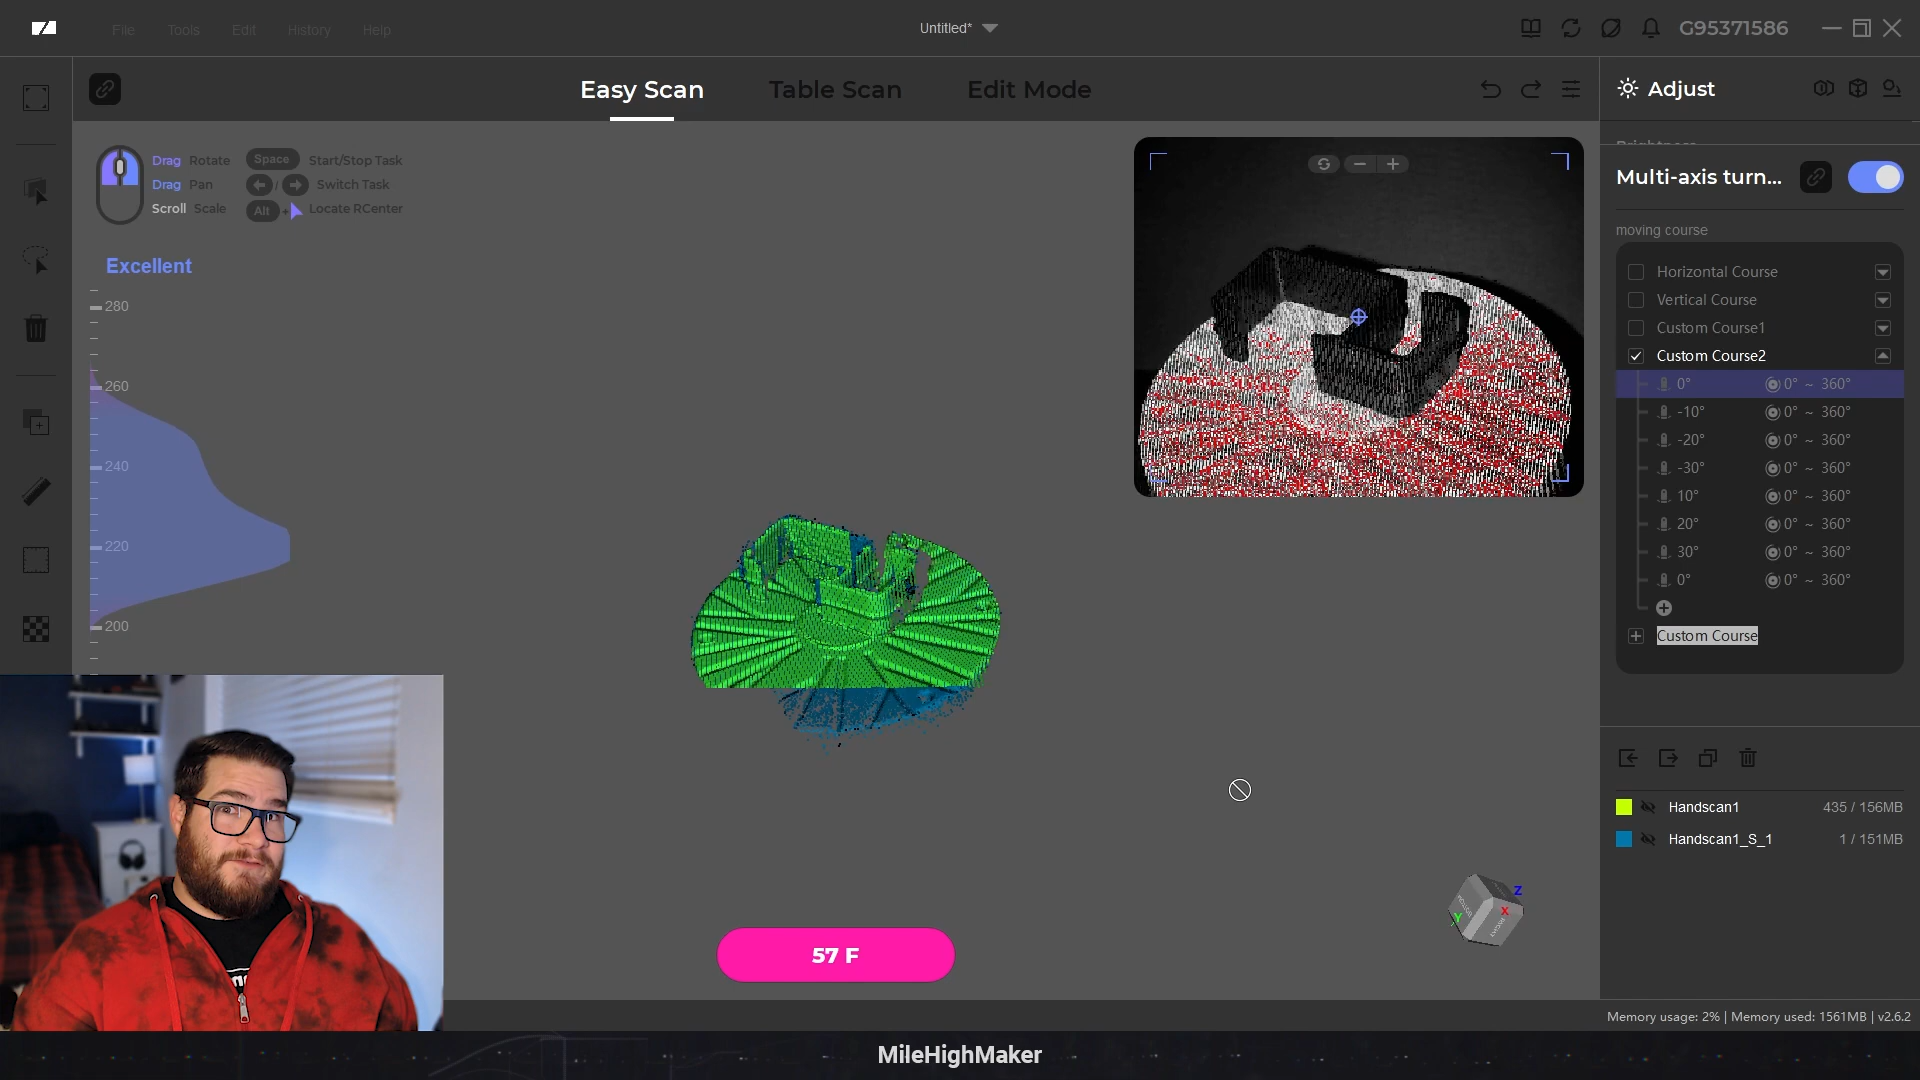 File Tools Edit History Help
Untitled*
G95371586
Easy Scan Table Scan Edit Mode
Adjust
Drag Rotate Space Start/Stop Task
Drag Pan / Switch Task
Scroll Scale Alt + Locate RCenter
Excellent
280
260
240
220
200
Brightness
Multi-axis turn...
moving course
Horizontal Course
Vertical Course
Custom Course1
Custom Course2
0° 0° ~ 360°
-10° 0° ~ 360°
-20° 0° ~ 360°
-30° 0° ~ 360°
10° 0° ~ 360°
20° 0° ~ 360°
30° 0° ~ 360°
0° 0° ~ 360°
Custom Course
Handscan1 435 / 156MB
Handscan1_S_1 1 / 151MB
Z
X
Y
BOTTOM
RIGHT
57 F
Memory usage: 2% | Memory used: 1561MB | v2.6.2
MileHighMaker